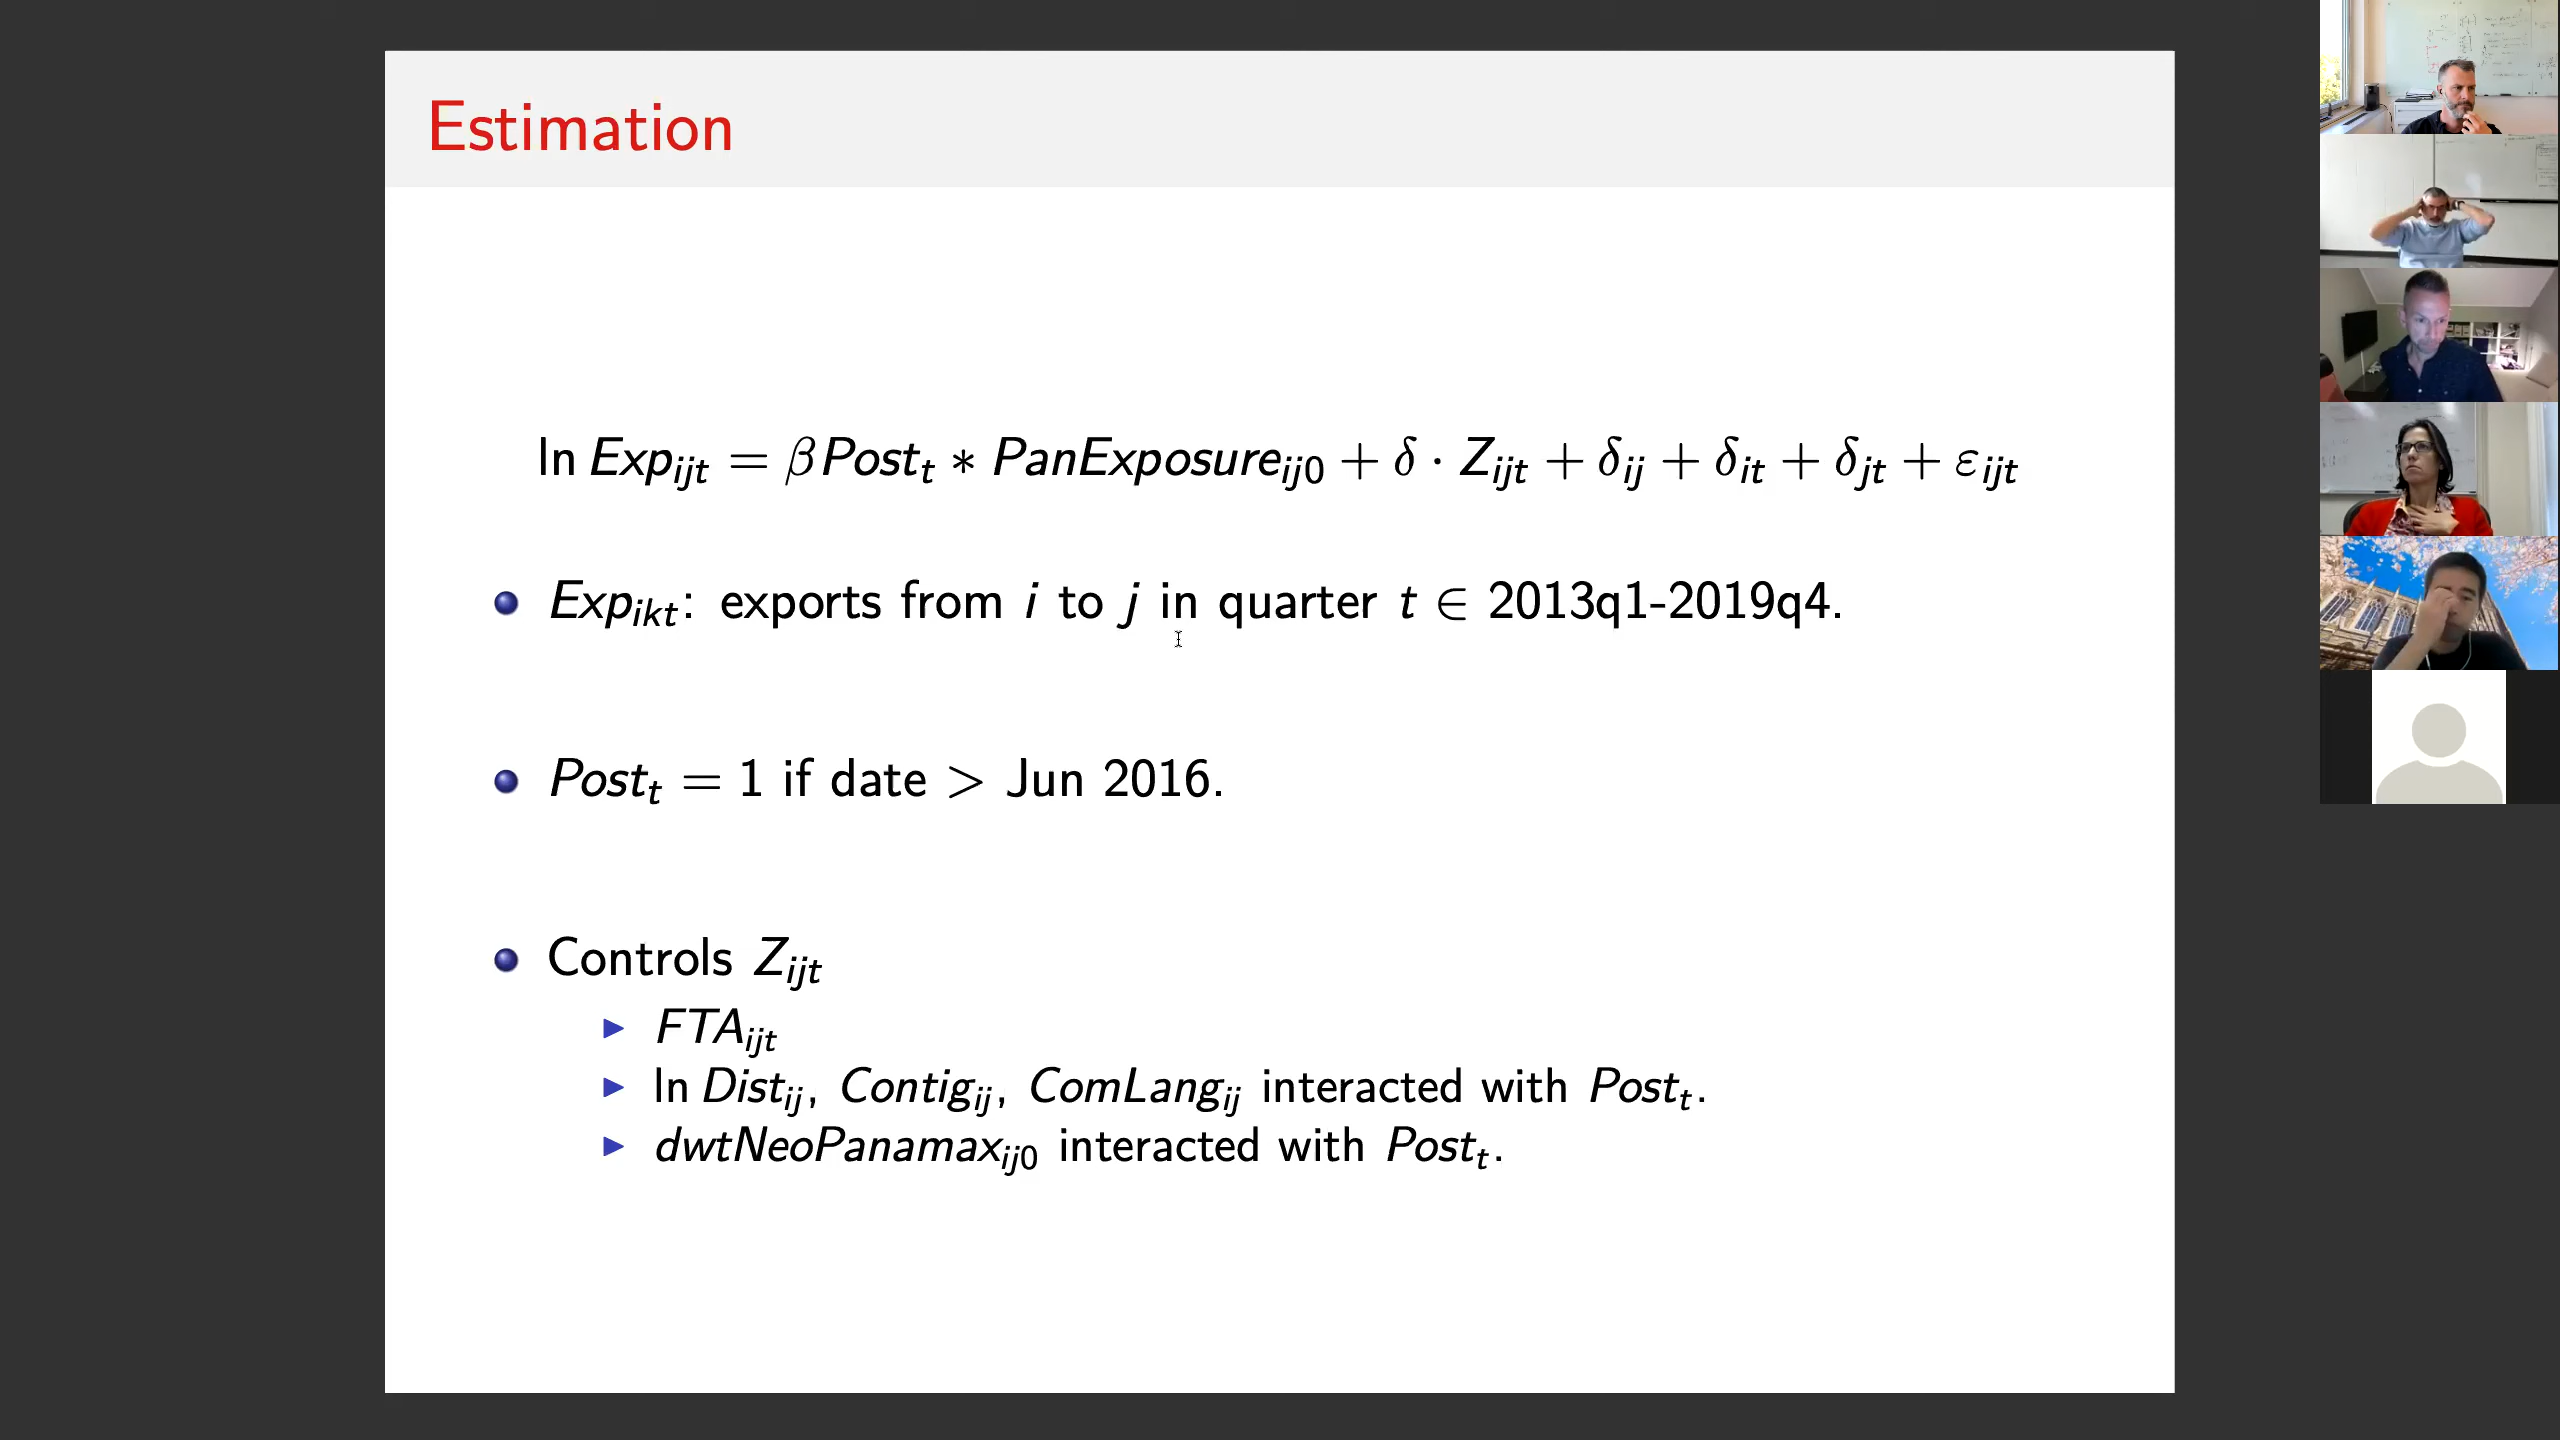 Estimation
ln Exp_ijt = βPost_t ∗ PanExposure_ij0 + δ · Z_ijt + δ_ij + δ_it + δ_jt + ε_ijt
Exp_ikt: exports from i to j in quarter t ∈ 2013q1-2019q4.
Post_t = 1 if date > Jun 2016.
Controls Z_ijt
FTA_ijt
ln Dist_ij, Contig_ij, ComLang_ij interacted with Post_t.
dwtNeoPanamax_ij0 interacted with Post_t.